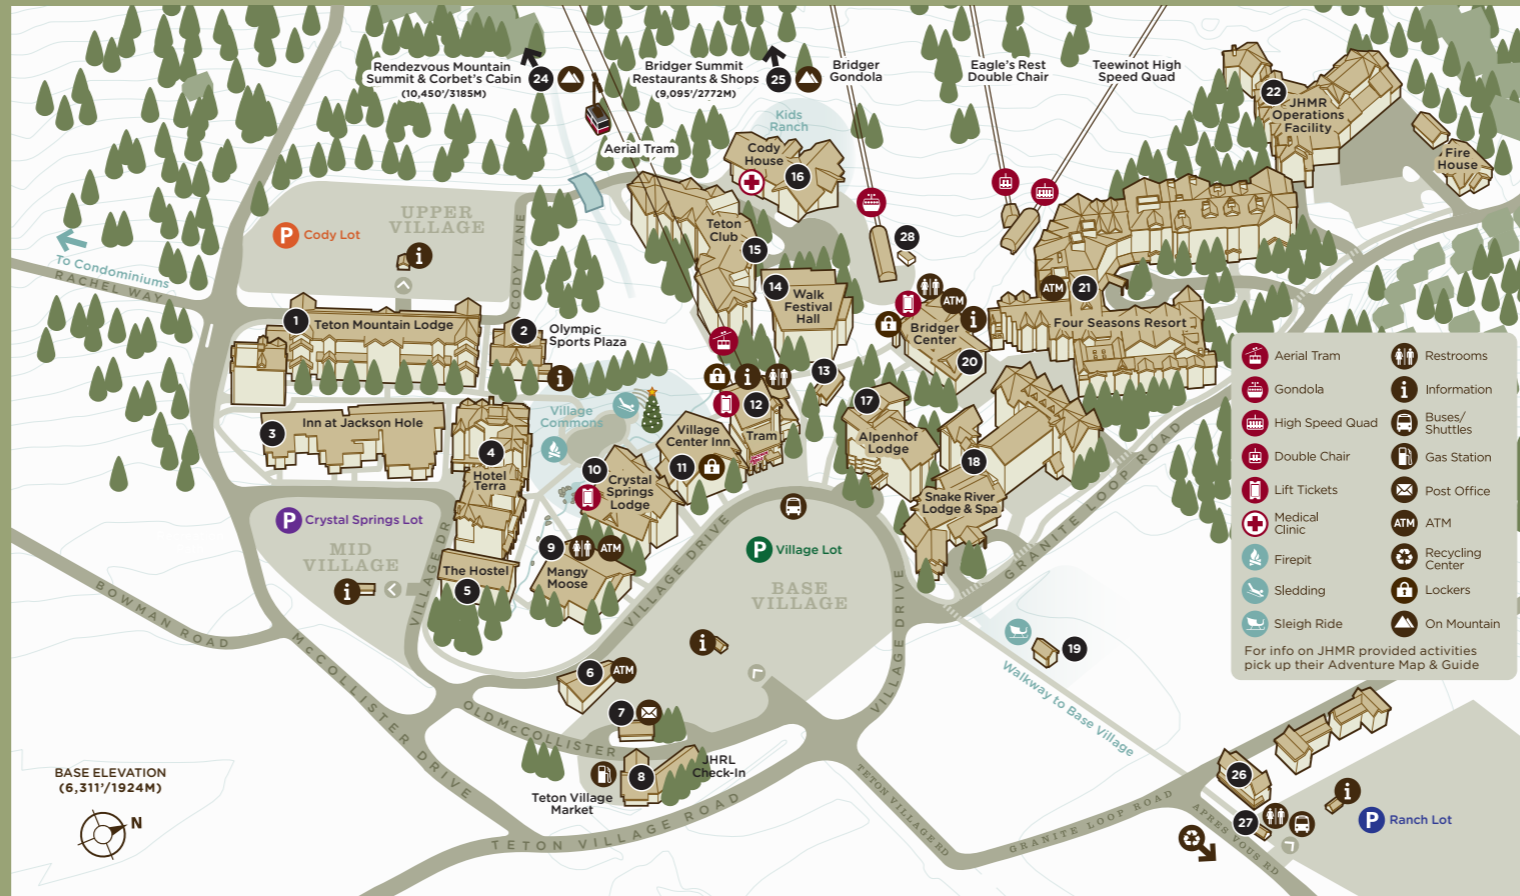 Rendezvous Mountain
Summit & Corbet's Cabin
(10,450'/3185M)
24
Bridger Summit
Restaurants & Shops
(9,095'/2772M)
25
Bridger
Gondola
Eagle's Rest
Double Chair
Teewinot High
Speed Quad
22
JHMR
Operations
Facility
Fire
House
Kids
Ranch
Aerial Tram
Cody
House
16
UPPER
VILLAGE
P Cody Lot
i
To Condominiums
RACHEL WAY
CODY LANE
Teton
Club
15
28
14
Walk
Festival
Hall
ATM
21
Four Seasons Resort
ATM
i
Bridger
Center
20
1
Teton Mountain Lodge
2
Olympic
Sports Plaza
i
i
13
12
Tram
3
Inn at Jackson Hole
4
Hotel
Terra
Village
Commons
Village
Center Inn
11
10
Crystal
Springs
Lodge
17
Alpenhof
Lodge
18
Snake River
Lodge & Spa
P Crystal Springs Lot
MID
VILLAGE
i
VILLAGE DR
The Hostel
5
9
ATM
Mangy
Moose
VILLAGE DRIVE
P Village Lot
BASE
VILLAGE
i
VILLAGE DRIVE
GRANITE LOOP ROAD
BOWMAN ROAD
McCOLLISTER DRIVE
6
ATM
7
OLD McCOLLISTER
8
JHRL
Check-In
Teton Village
Market
TETON VILLAGE ROAD
19
Walkway to Base Village
TETON VILLAGE RD
GRANITE LOOP ROAD
APRES VOUS RD
26
27
i
P Ranch Lot
BASE ELEVATION
(6,311'/1924M)
N
Aerial Tram
Gondola
High Speed Quad
Double Chair
Lift Tickets
Medical
Clinic
Firepit
Sledding
Sleigh Ride
Restrooms
i Information
Buses/
Shuttles
Gas Station
Post Office
ATM ATM
Recycling
Center
Lockers
On Mountain
For info on JHMR provided activities
pick up their Adventure Map & Guide